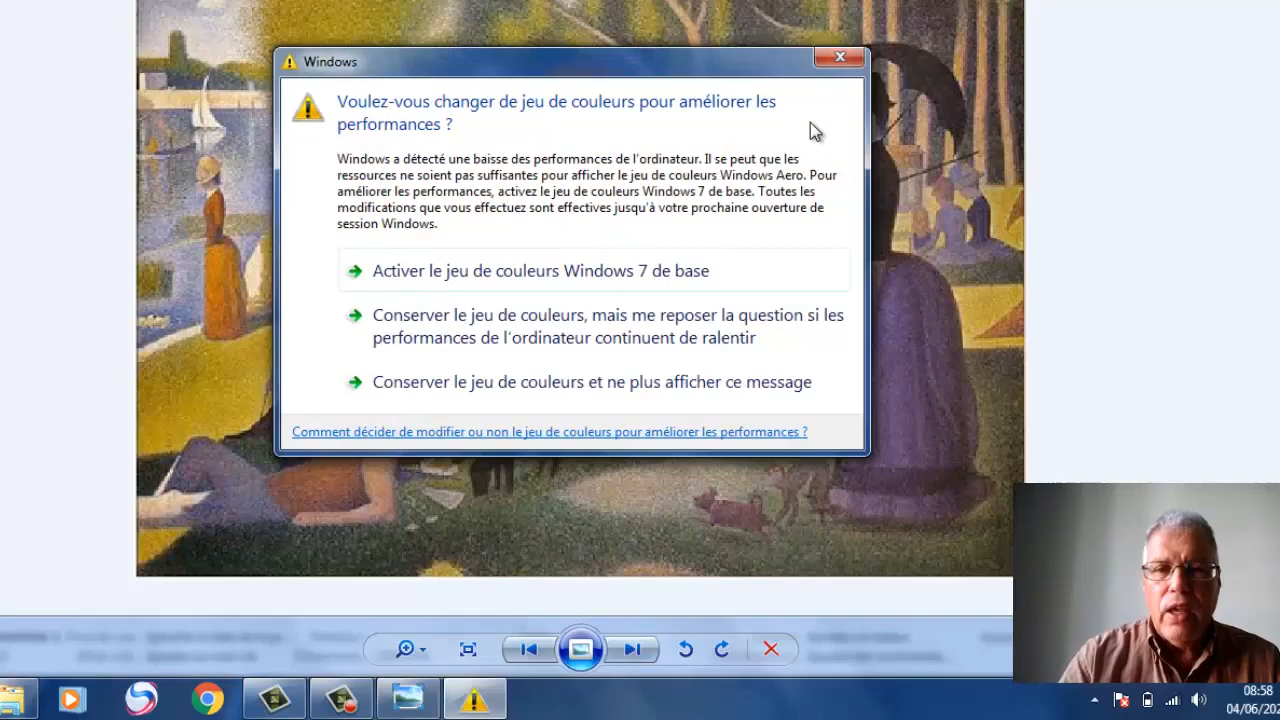 Windows
Voulez-vous changer de jeu de couleurs pour améliorer les
performances ?
Windows a détecté une baisse des performances de l'ordinateur. Il se peut que les
ressources ne soient pas suffisantes pour afficher le jeu de couleurs Windows Aero. Pour
améliorer les performances, activez le jeu de couleurs Windows 7 de base. Toutes les
modifications que vous effectuez sont effectives jusqu'à votre prochaine ouverture de
session Windows.
Activer le jeu de couleurs Windows 7 de base
Conserver le jeu de couleurs, mais me reposer la question si les
performances de l'ordinateur continuent de ralentir
Conserver le jeu de couleurs et ne plus afficher ce message
Comment décider de modifier ou non le jeu de couleurs pour améliorer les performances ?
08:58
04/06/202